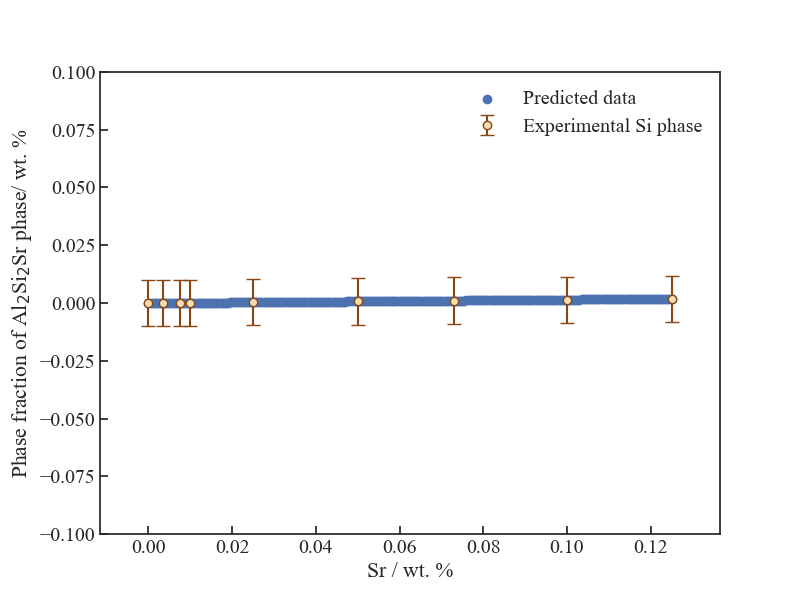 Predicted data
Experimental Si phase
0.100
0.075
0.050
0.025
0.000
−0.025
−0.050
−0.075
−0.100
Phase fraction of Al₂Si₂Sr phase/ wt. %
0.00 0.02 0.04 0.06 0.08 0.10 0.12
Sr / wt. %